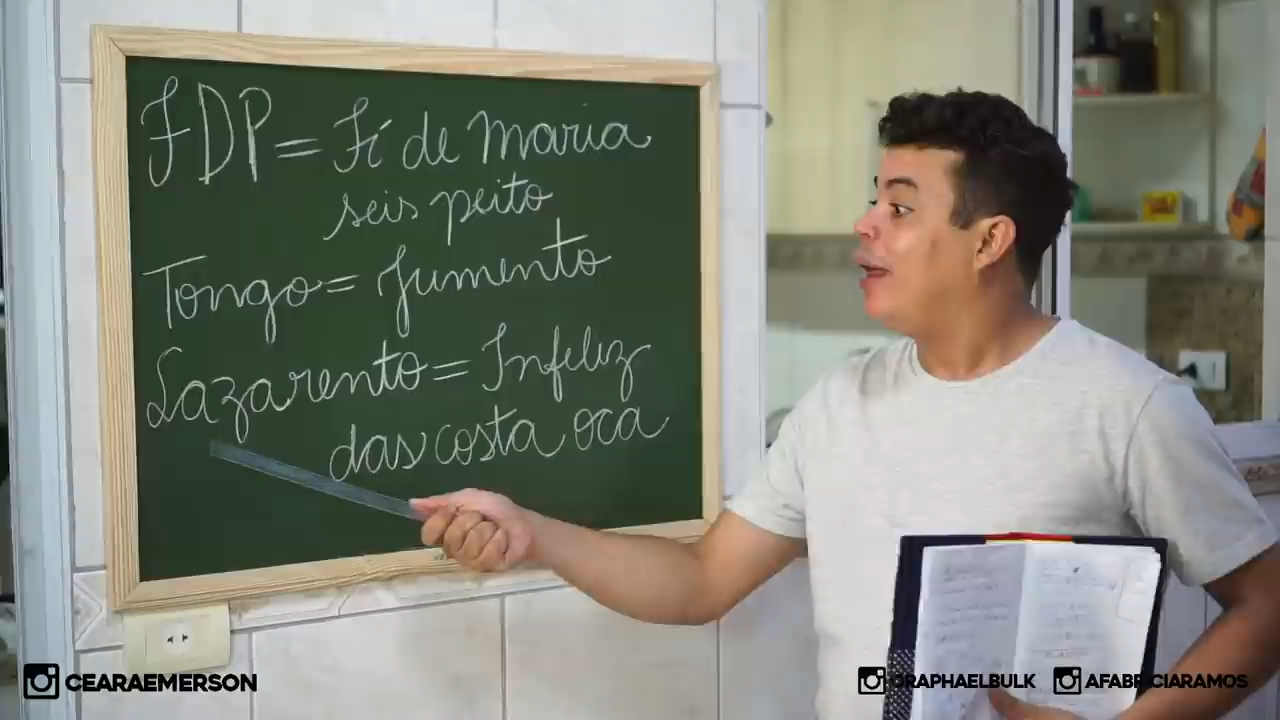 FDP = Fí de maria
seis peito
Tongo = Jumento
Lazarento = Infeliz
das costa oca
CEARAEMERSON
ORAPHAELBULK
AFABRICIARAMOS